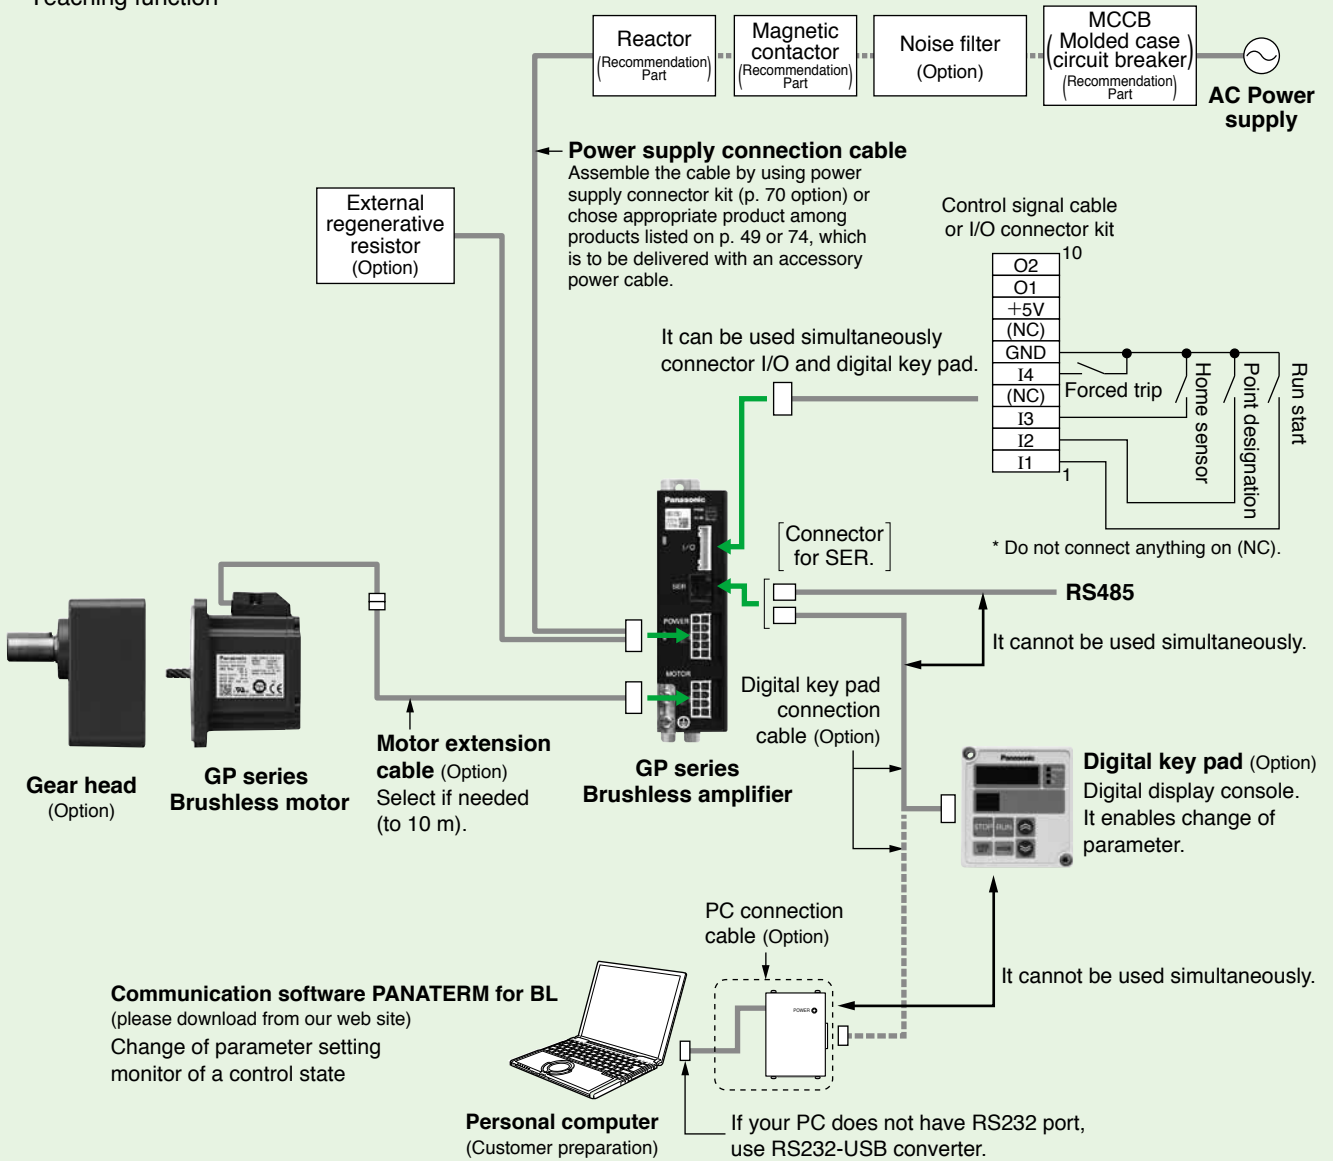 Teaching function
Reactor
(Recommendation Part)
Magnetic
contactor
(Recommendation Part)
Noise filter
(Option)
MCCB
(Molded case
circuit breaker)
(Recommendation Part)
AC Power
supply
Power supply connection cable
Assemble the cable by using power
supply connector kit (p. 70 option) or
chose appropriate product among
products listed on p. 49 or 74, which
is to be delivered with an accessory
power cable.
External
regenerative
resistor
(Option)
Control signal cable
or I/O connector kit
10
O2
O1
+5V
(NC)
GND
I4
(NC)
I3
I2
I1
1
Forced trip
Home sensor
Point designation
Run start
* Do not connect anything on (NC).
It can be used simultaneously
connector I/O and digital key pad.
Panasonic
I/O
SER
POWER
MOTOR
[Connector
for SER.]
RS485
It cannot be used simultaneously.
Digital key pad
connection
cable (Option)
Panasonic
Gear head
(Option)
GP series
Brushless motor
Motor extension
cable (Option)
Select if needed
(to 10 m).
GP series
Brushless amplifier
Panasonic
STOP RUN
Digital key pad (Option)
Digital display console.
It enables change of
parameter.
PC connection
cable (Option)
POWER
It cannot be used simultaneously.
Communication software PANATERM for BL
(please download from our web site)
Change of parameter setting
monitor of a control state
Personal computer
(Customer preparation)
If your PC does not have RS232 port,
use RS232-USB converter.